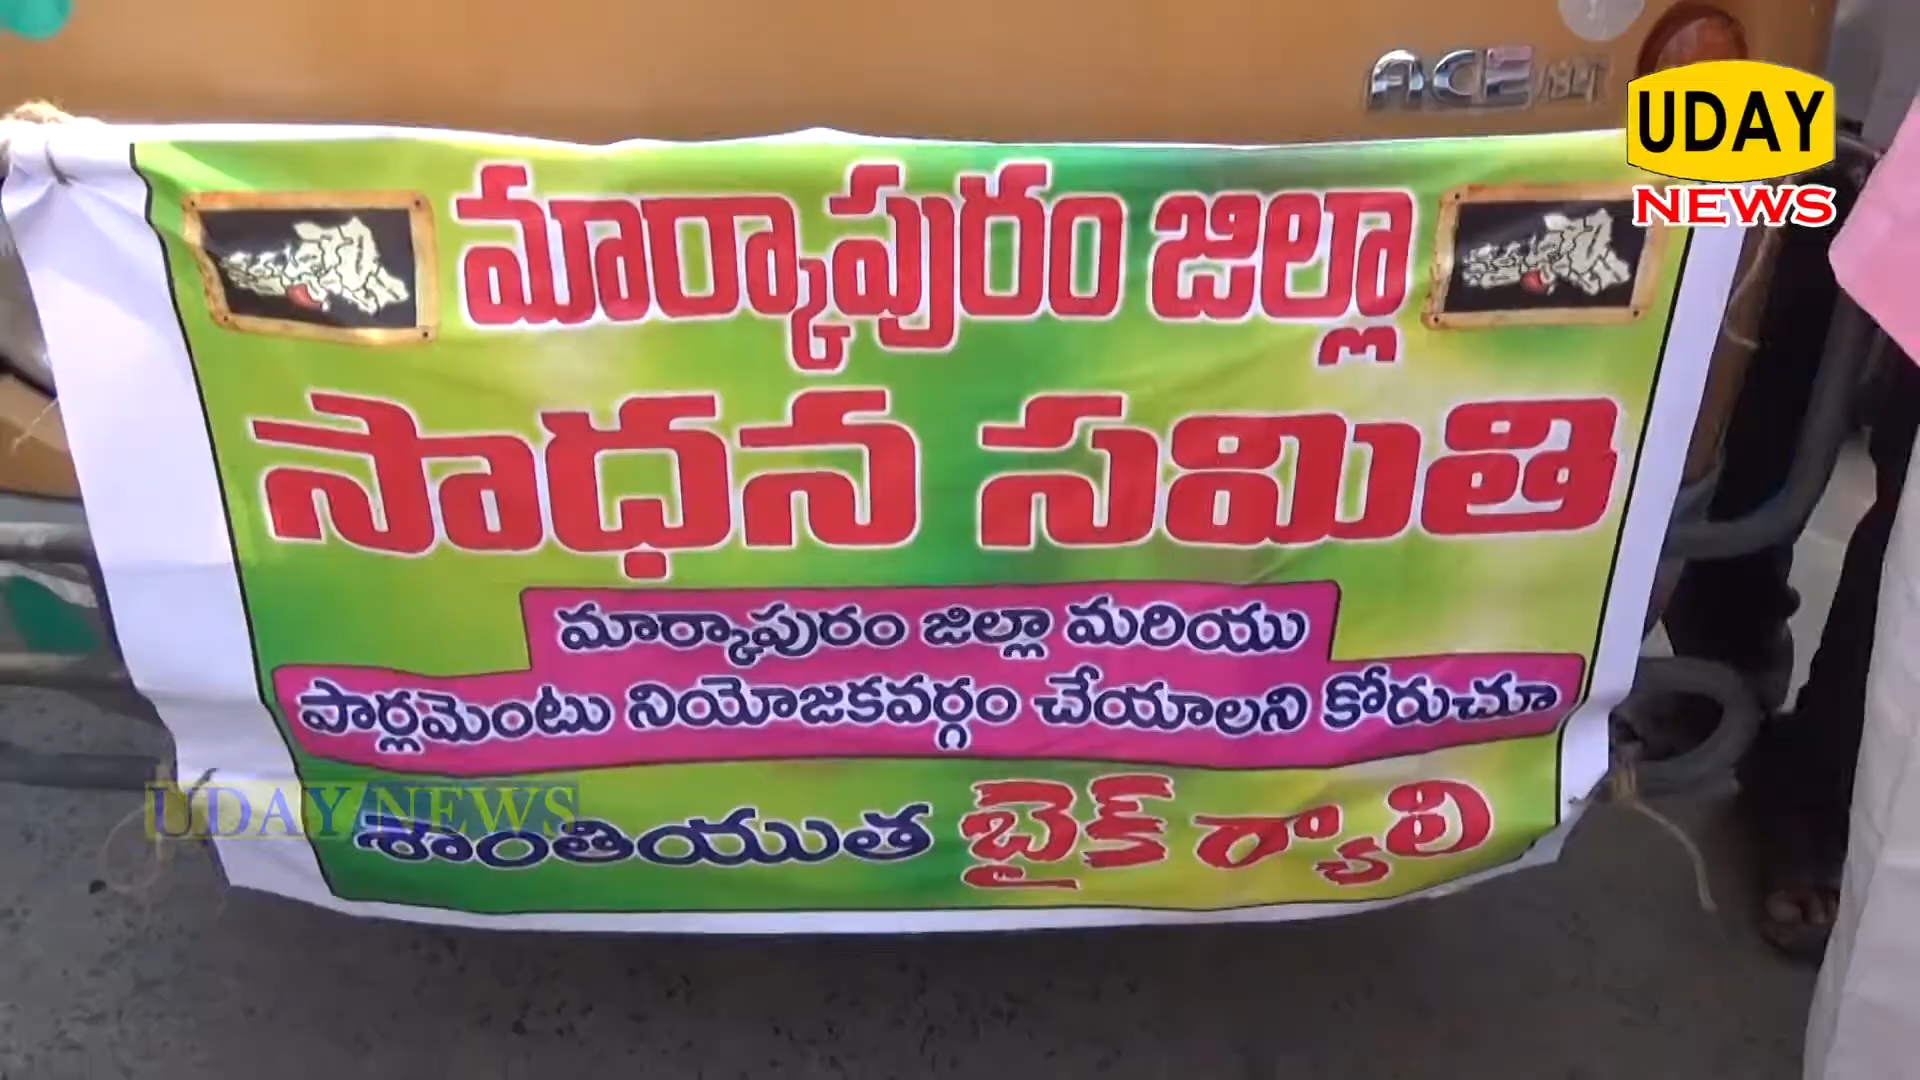 ACE
UDAY
NEWS
మార్కాపురం జిల్లా
సాధన సమితి
మార్కాపురం జిల్లా మరియు
పార్లమెంటు నియోజకవర్గం చేయాలని కోరుచూ
UDAY NEWS
శాంతియుత బైక్ ర్యాలి